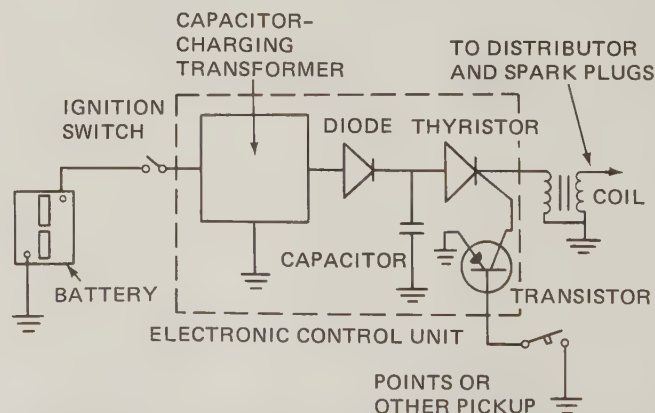 CAPACITOR-
CHARGING
TRANSFORMER
TO DISTRIBUTOR
AND SPARK PLUGS
IGNITION
SWITCH
DIODE
THYRISTOR
COIL
CAPACITOR
BATTERY
TRANSISTOR
ELECTRONIC CONTROL UNIT
POINTS OR
OTHER PICKUP